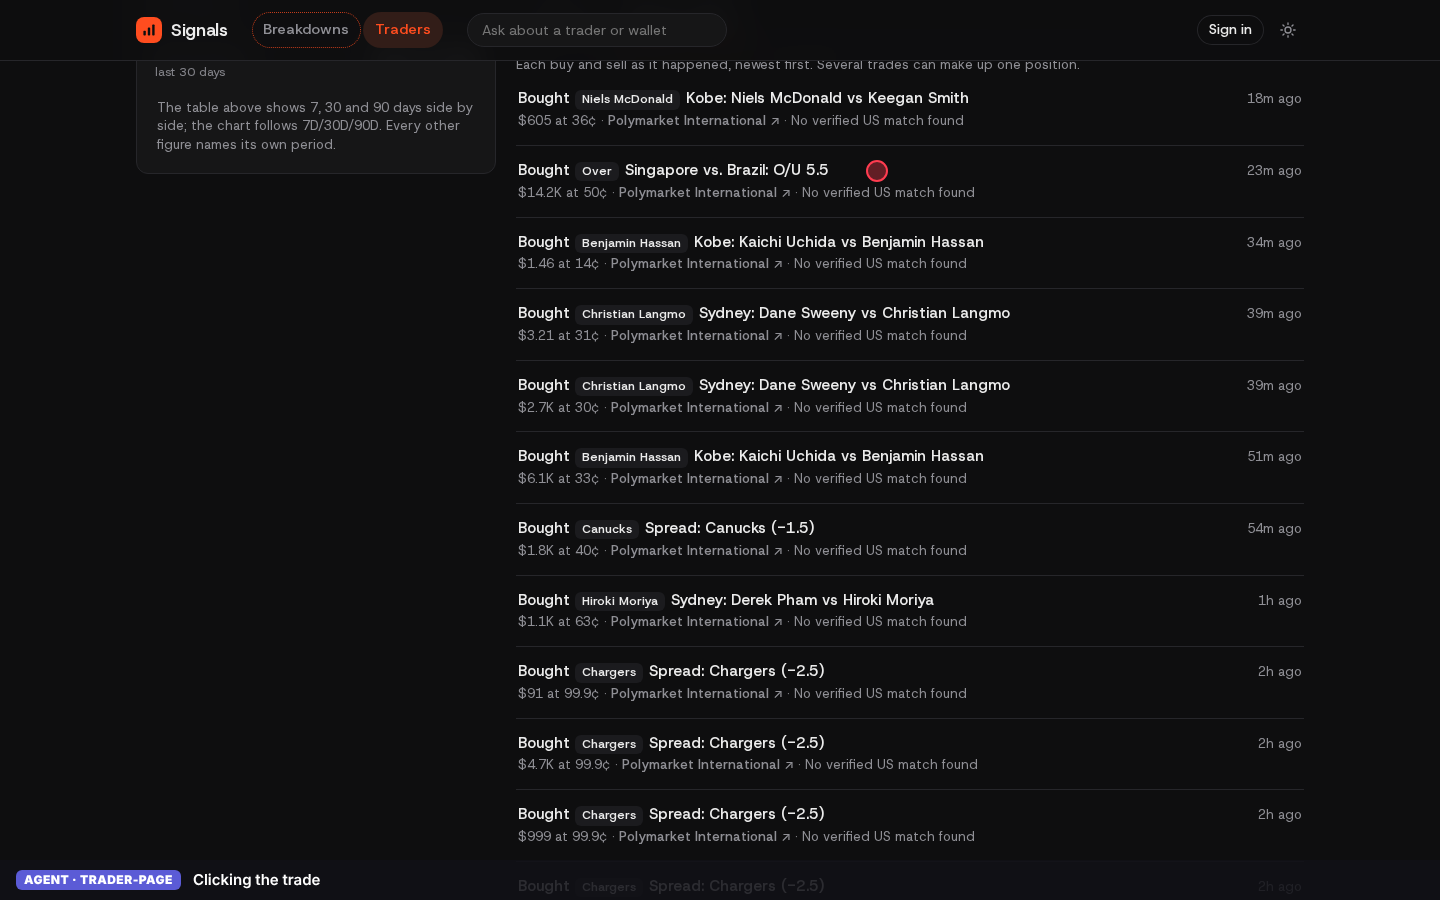 Signals
Breakdowns
Traders
Ask about a trader or wallet
Sign in
last 30 days
The table above shows 7, 30 and 90 days side by
side; the chart follows 7D/30D/90D. Every other
figure names its own period.
Each buy and sell as it happened, newest first. Several trades can make up one position.
Bought Niels McDonald Kobe: Niels McDonald vs Keegan Smith 18m ago
$605 at 36¢ · Polymarket International ↗ · No verified US match found
Bought Over Singapore vs. Brazil: O/U 5.5 23m ago
$14.2K at 50¢ · Polymarket International ↗ · No verified US match found
Bought Benjamin Hassan Kobe: Kaichi Uchida vs Benjamin Hassan 34m ago
$1.46 at 14¢ · Polymarket International ↗ · No verified US match found
Bought Christian Langmo Sydney: Dane Sweeny vs Christian Langmo 39m ago
$3.21 at 31¢ · Polymarket International ↗ · No verified US match found
Bought Christian Langmo Sydney: Dane Sweeny vs Christian Langmo 39m ago
$2.7K at 30¢ · Polymarket International ↗ · No verified US match found
Bought Benjamin Hassan Kobe: Kaichi Uchida vs Benjamin Hassan 51m ago
$6.1K at 33¢ · Polymarket International ↗ · No verified US match found
Bought Canucks Spread: Canucks (-1.5) 54m ago
$1.8K at 40¢ · Polymarket International ↗ · No verified US match found
Bought Hiroki Moriya Sydney: Derek Pham vs Hiroki Moriya 1h ago
$1.1K at 63¢ · Polymarket International ↗ · No verified US match found
Bought Chargers Spread: Chargers (-2.5) 2h ago
$91 at 99.9¢ · Polymarket International ↗ · No verified US match found
Bought Chargers Spread: Chargers (-2.5) 2h ago
$4.7K at 99.9¢ · Polymarket International ↗ · No verified US match found
Bought Chargers Spread: Chargers (-2.5) 2h ago
$999 at 99.9¢ · Polymarket International ↗ · No verified US match found
Bought Chargers Spread: Chargers (-2.5) 2h ago
AGENT · TRADER-PAGE Clicking the trade